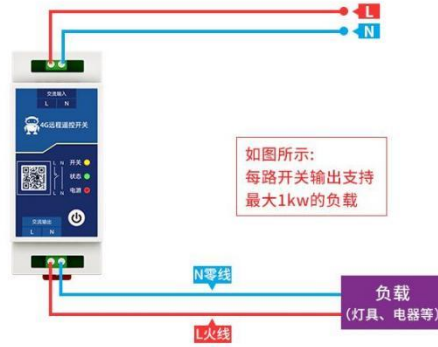 L
N
交流输入
L N
4G远程遥控开关
L N 开关
状态
L N 电源
交流输出
L N
如图所示:
每路开关输出支持
最大1kw的负载
N零线
L火线
负载
(灯具、电器等)